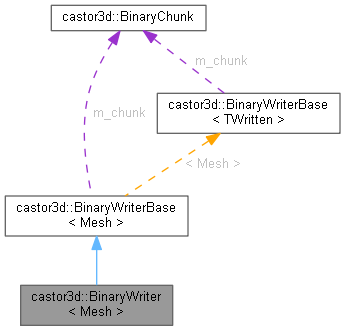 castor3d::BinaryChunk
m_chunk
m_chunk
castor3d::BinaryWriterBase
< TWritten >
< Mesh >
castor3d::BinaryWriterBase
< Mesh >
castor3d::BinaryWriter
< Mesh >